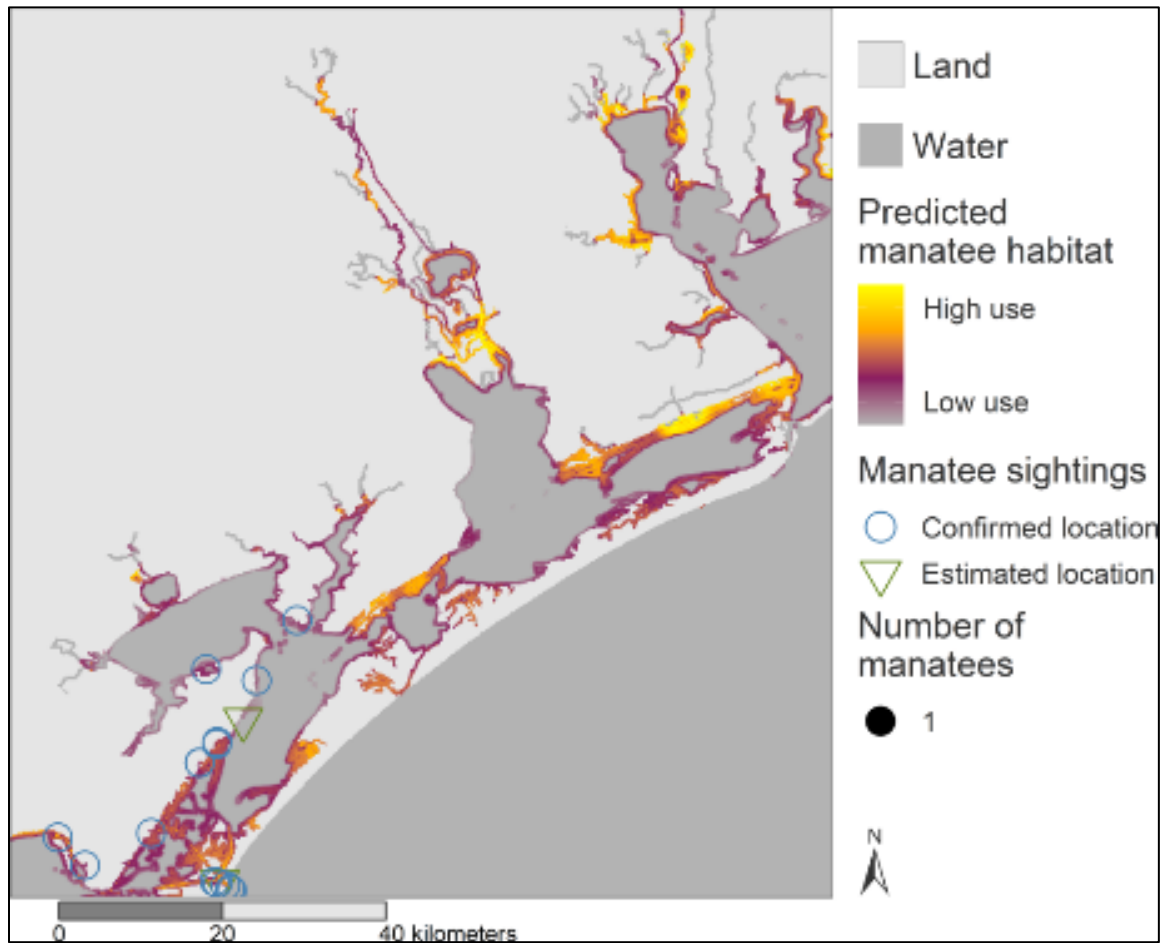 Land
Water
Predicted
manatee habitat
High use
Low use
Manatee sightings
Confirmed location
Estimated location
Number of
manatees
1
N
0 20 40 kilometers